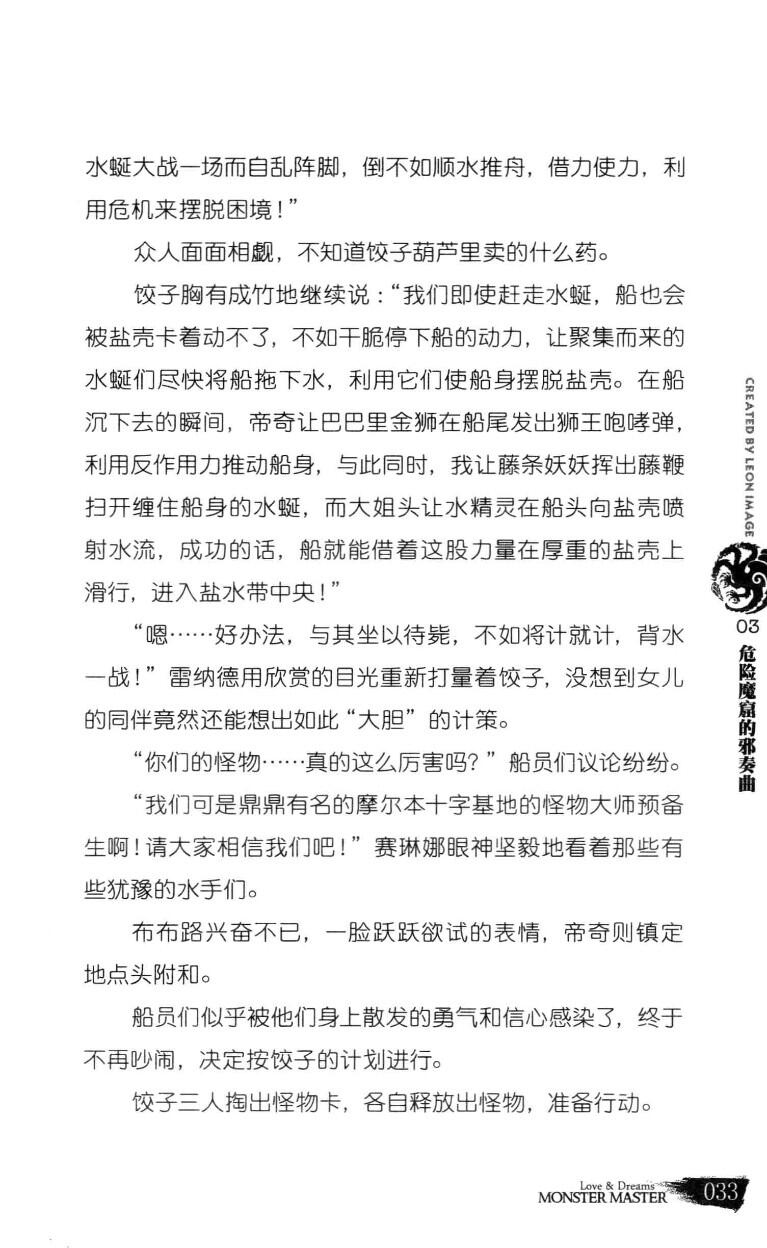 水蜒大战一场而自乱阵脚，倒不如顺水推舟，借力使力，利
用危机来摆脱困境！”
众人面面相觑，不知道饺子葫芦里卖的什么药。
饺子胸有成竹地继续说：“我们即使赶走水蜒，船也会
被盐壳卡着动不了，不如干脆停下船的动力，让聚集而来的
水蜒们尽快将船拖下水，利用它们使船身摆脱盐壳。在船
沉下去的瞬间，帝奇让巴巴里金狮在船尾发出狮王咆哮弹，
利用反作用力推动船身，与此同时，我让藤条妖妖挥出藤鞭
扫开缠住船身的水蜒，而大姐头让水精灵在船头向盐壳喷
射水流，成功的话，船就能借着这股力量在厚重的盐壳上
滑行，进入盐水带中央！”
“嗯……好办法，与其坐以待毙，不如将计就计，背水
一战！”雷纳德用欣赏的目光重新打量着饺子，没想到女儿
的同伴竟然还能想出如此“大胆”的计策。
“你们的怪物……真的这么厉害吗？”船员们议论纷纷。
“我们可是鼎鼎有名的摩尔本十字基地的怪物大师预备
生啊！请大家相信我们吧！”赛琳娜眼神坚毅地看着那些有
些犹豫的水手们。
布布路兴奋不已，一脸跃跃欲试的表情，帝奇则镇定
地点头附和。
船员们似乎被他们身上散发的勇气和信心感染了，终于
不再吵闹，决定按饺子的计划进行。
饺子三人掏出怪物卡，各自释放出怪物，准备行动。
CREATED BY LEON IMAGE
03
危险魔窟的邪奏曲
Love & Dreams
MONSTER MASTER
033